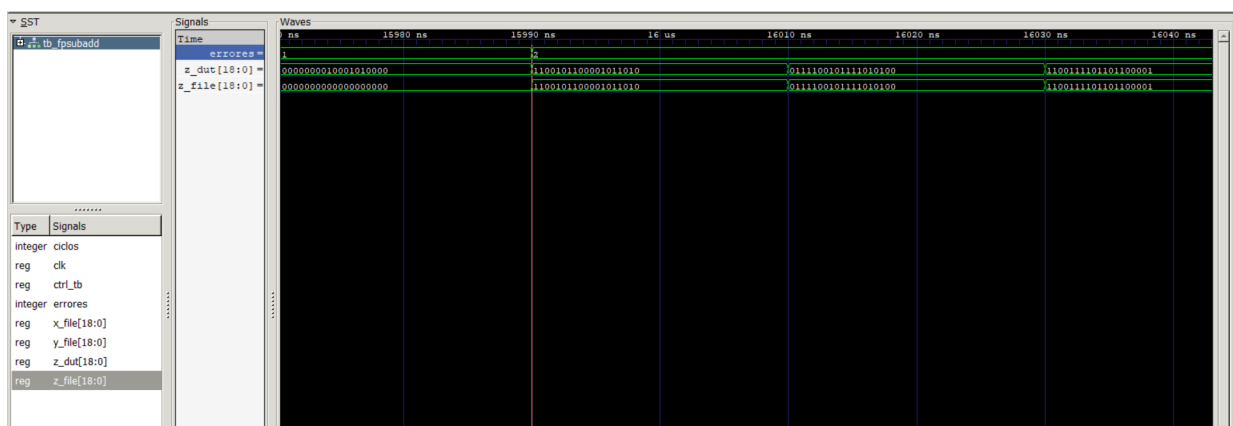 SST
tb_fpsubadd
Type Signals
integer ciclos
reg clk
reg ctrl_tb
integer errores
reg x_file[18:0]
reg y_file[18:0]
reg z_dut[18:0]
reg z_file[18:0]
Signals
Time
errores =
z_dut[18:0] =
z_file[18:0] =
Waves
ns 15980 ns 15990 ns 16 us 16010 ns 16020 ns 16030 ns 16040 ns
1 2
0000000010001010000 1100101100001011010 0111100101111010100 1100111101101100001
0000000000000000000 1100101100001011010 0111100101111010100 1100111101101100001